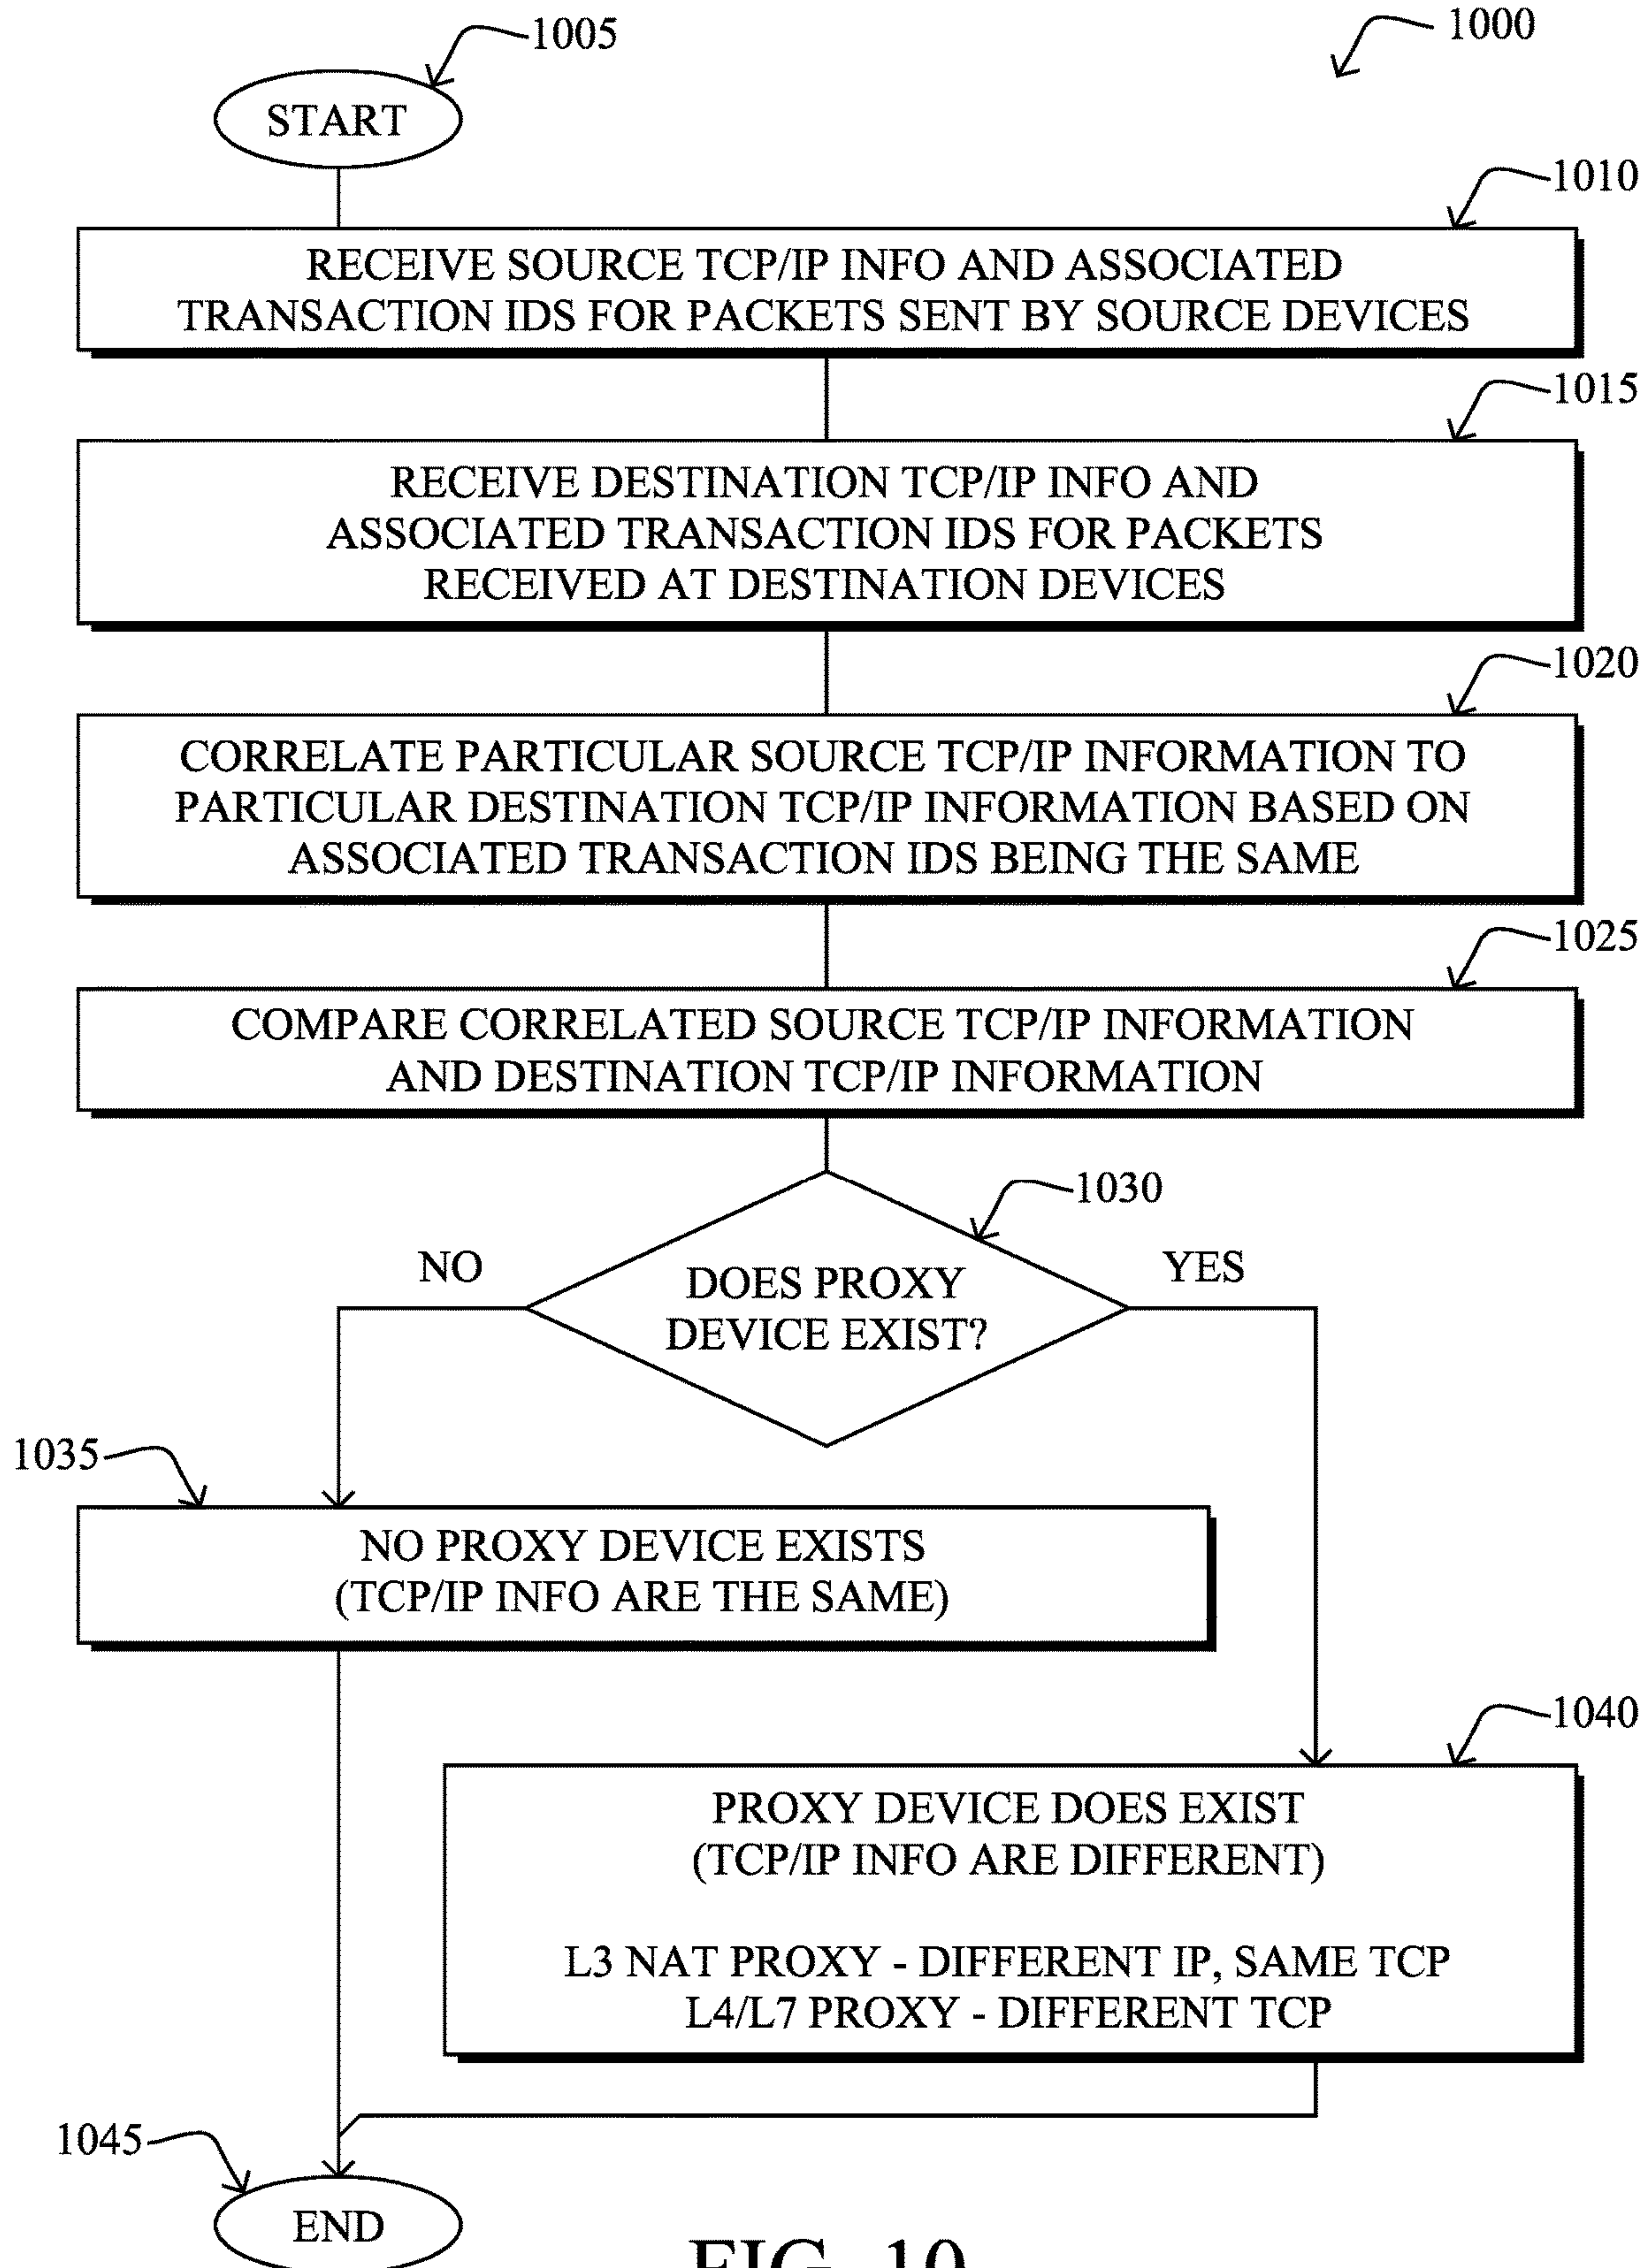 1005
1000
START
1010
RECEIVE SOURCE TCP/IP INFO AND ASSOCIATED
TRANSACTION IDS FOR PACKETS SENT BY SOURCE DEVICES
1015
RECEIVE DESTINATION TCP/IP INFO AND
ASSOCIATED TRANSACTION IDS FOR PACKETS
RECEIVED AT DESTINATION DEVICES
1020
CORRELATE PARTICULAR SOURCE TCP/IP INFORMATION TO
PARTICULAR DESTINATION TCP/IP INFORMATION BASED ON
ASSOCIATED TRANSACTION IDS BEING THE SAME
1025
COMPARE CORRELATED SOURCE TCP/IP INFORMATION
AND DESTINATION TCP/IP INFORMATION
1030
NO
YES
DOES PROXY
DEVICE EXIST?
1035
NO PROXY DEVICE EXISTS
(TCP/IP INFO ARE THE SAME)
1040
PROXY DEVICE DOES EXIST
(TCP/IP INFO ARE DIFFERENT)
L3 NAT PROXY - DIFFERENT IP, SAME TCP
L4/L7 PROXY - DIFFERENT TCP
1045
END
FIG. 10